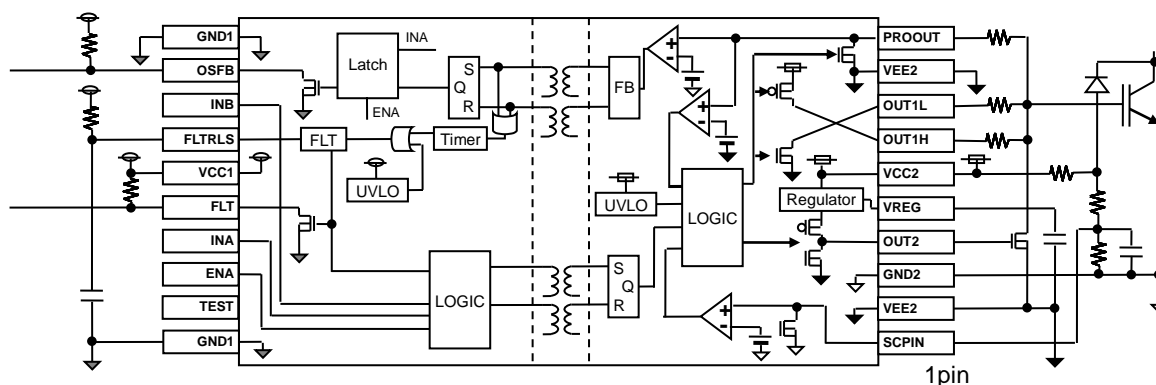 GND1
OSFB
INB
FLTRLS
VCC1
FLT
INA
ENA
TEST
GND1
Latch
INA
ENA
S
Q
R
FLT
Timer
UVLO
LOGIC
FB
UVLO
LOGIC
S
Q
R
Regulator
+
-
+
-
+
-
PROOUT
VEE2
OUT1L
OUT1H
VCC2
VREG
OUT2
GND2
VEE2
SCPIN
1pin